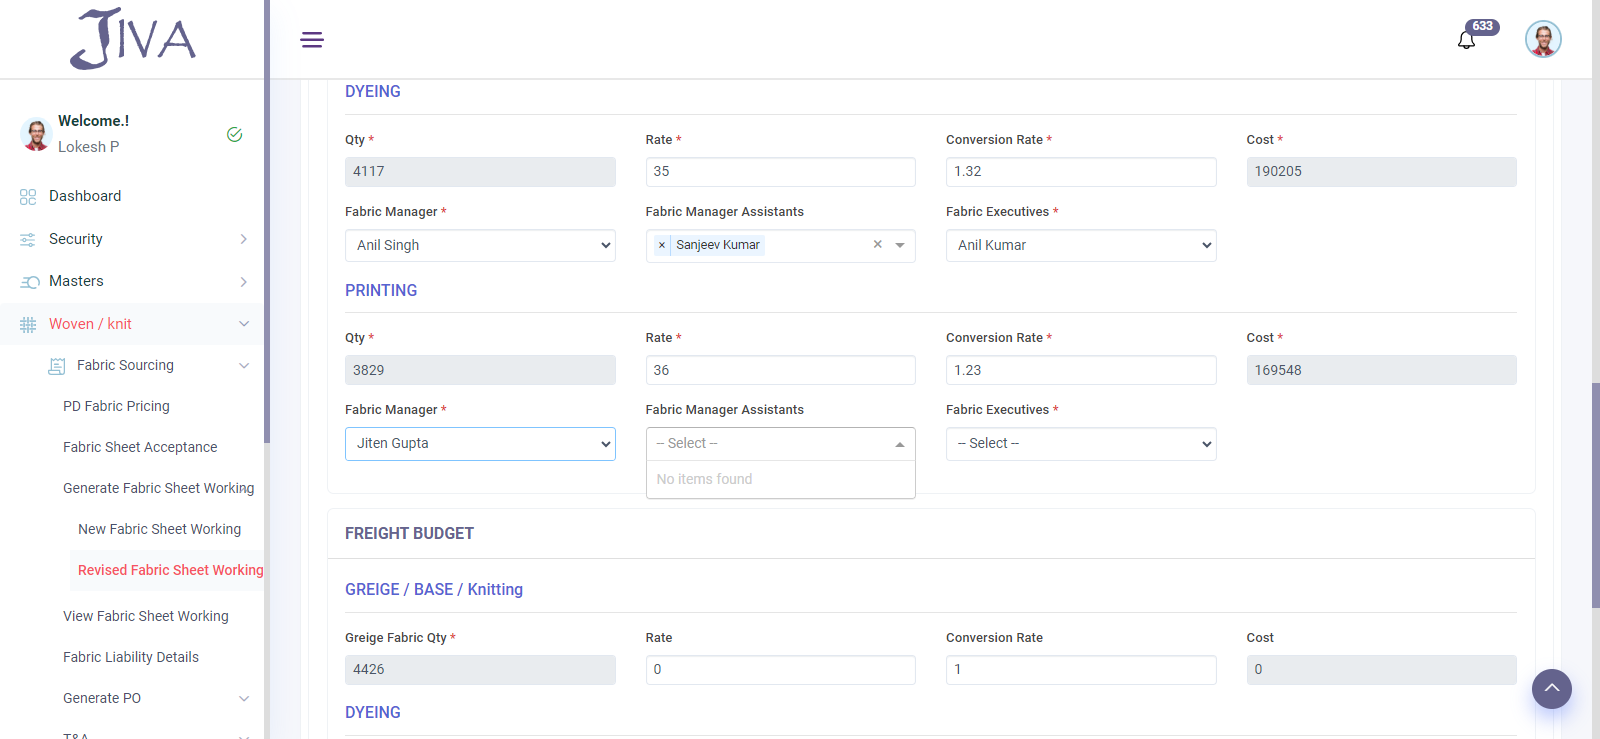 JIVA
633
Welcome.!
Lokesh P
Dashboard
Security
Masters
Woven / knit
Fabric Sourcing
PD Fabric Pricing
Fabric Sheet Acceptance
Generate Fabric Sheet Working
New Fabric Sheet Working
Revised Fabric Sheet Working
View Fabric Sheet Working
Fabric Liability Details
Generate PO
T&A
DYEING
Qty * Rate * Conversion Rate * Cost *
4117 35 1.32 190205
Fabric Manager * Fabric Manager Assistants Fabric Executives *
Anil Singh × Sanjeev Kumar × Anil Kumar
PRINTING
Qty * Rate * Conversion Rate * Cost *
3829 36 1.23 169548
Fabric Manager * Fabric Manager Assistants Fabric Executives *
Jiten Gupta -- Select -- -- Select --
No items found
FREIGHT BUDGET
GREIGE / BASE / Knitting
Greige Fabric Qty * Rate Conversion Rate Cost
4426 0 1 0
DYEING